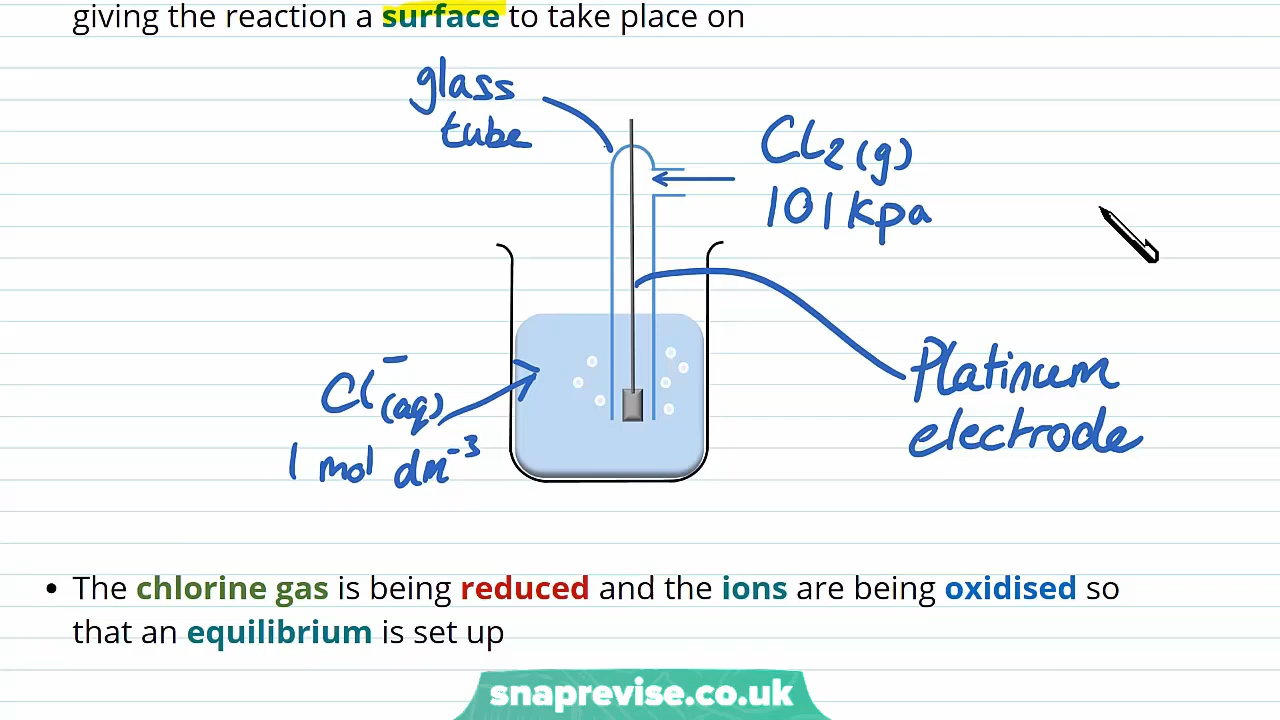 giving the reaction a surface to take place on
glass
tube
Cl₂(g)
101kpa
Cl⁻(aq)
1 mol dm⁻³
Platinum
electrode
• The chlorine gas is being reduced and the ions are being oxidised so
that an equilibrium is set up
snaprevise.co.uk